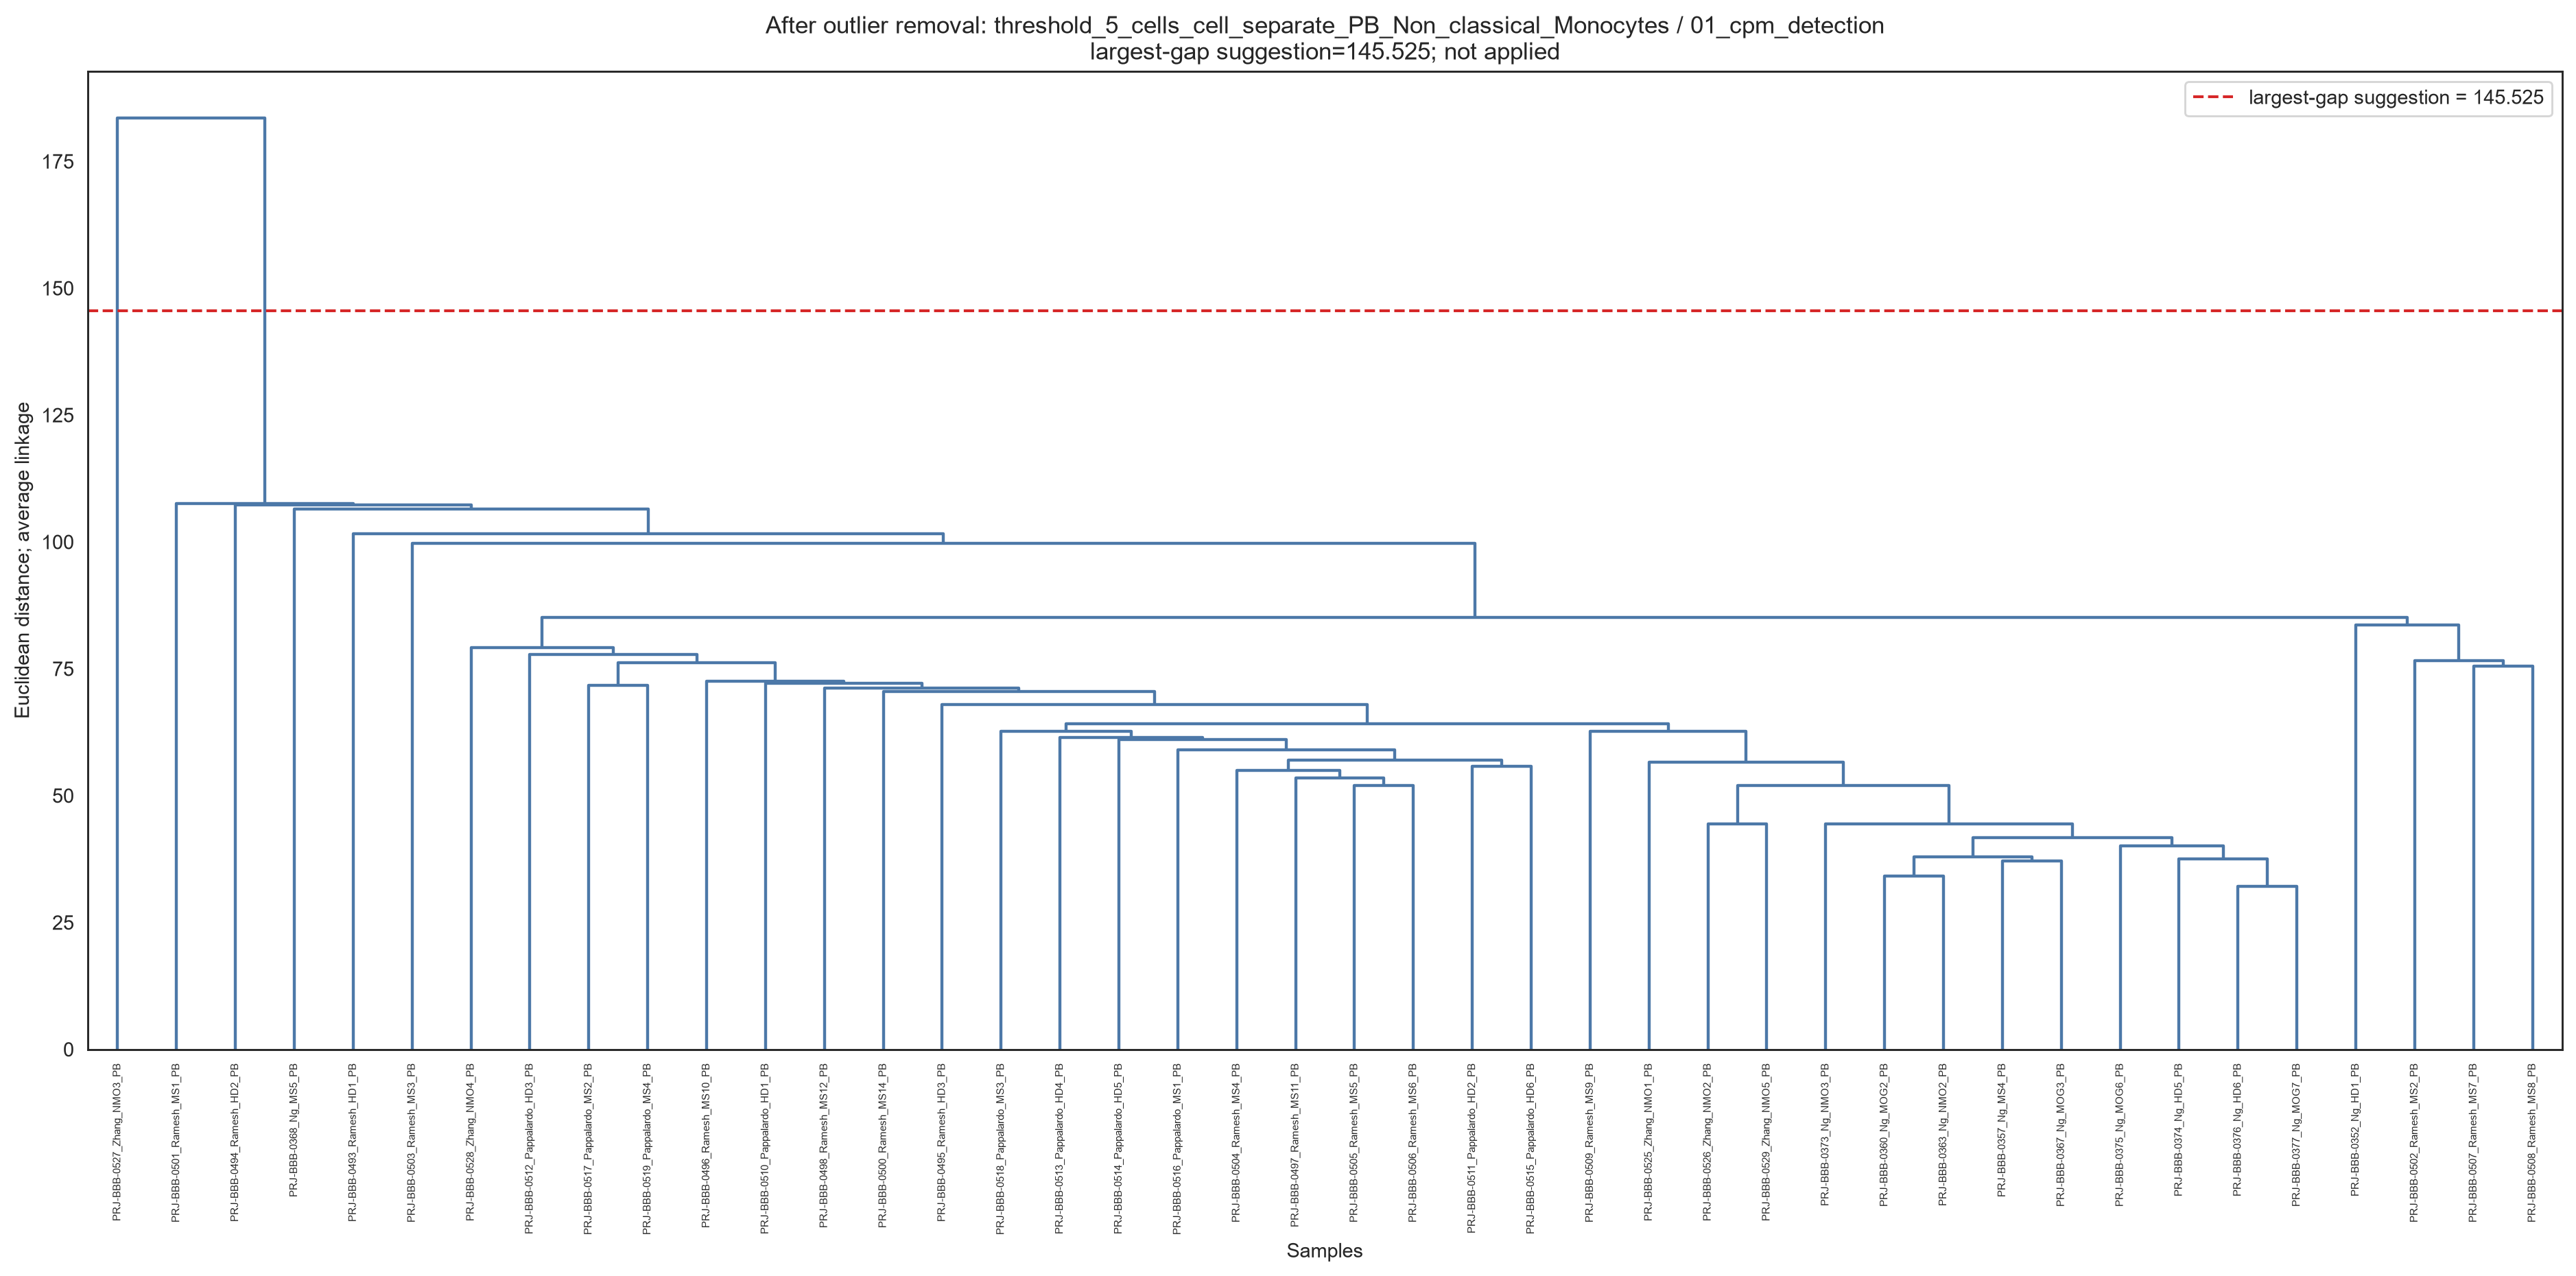 After outlier removal: threshold_5_cells_cell_separate_PB_Non_classical_Monocytes / 01_cpm_detection
largest-gap suggestion=145.525; not applied
largest-gap suggestion = 145.525
Euclidean distance; average linkage
175
150
125
100
75
50
25
0
PRJ-BBB-0527_Zhang_NMO3_PB
PRJ-BBB-0501_Ramesh_MS1_PB
PRJ-BBB-0494_Ramesh_HD2_PB
PRJ-BBB-0368_Ng_MS5_PB
PRJ-BBB-0493_Ramesh_HD1_PB
PRJ-BBB-0503_Ramesh_MS3_PB
PRJ-BBB-0528_Zhang_NMO4_PB
PRJ-BBB-0512_Pappalardo_HD3_PB
PRJ-BBB-0517_Pappalardo_MS2_PB
PRJ-BBB-0519_Pappalardo_MS4_PB
PRJ-BBB-0496_Ramesh_MS10_PB
PRJ-BBB-0510_Pappalardo_HD1_PB
PRJ-BBB-0498_Ramesh_MS12_PB
PRJ-BBB-0500_Ramesh_MS14_PB
PRJ-BBB-0495_Ramesh_HD3_PB
PRJ-BBB-0518_Pappalardo_MS3_PB
PRJ-BBB-0513_Pappalardo_HD4_PB
PRJ-BBB-0514_Pappalardo_HD5_PB
PRJ-BBB-0516_Pappalardo_MS1_PB
PRJ-BBB-0504_Ramesh_MS4_PB
PRJ-BBB-0497_Ramesh_MS11_PB
PRJ-BBB-0505_Ramesh_MS5_PB
PRJ-BBB-0506_Ramesh_MS6_PB
PRJ-BBB-0511_Pappalardo_HD2_PB
PRJ-BBB-0515_Pappalardo_HD6_PB
PRJ-BBB-0509_Ramesh_MS9_PB
PRJ-BBB-0525_Zhang_NMO1_PB
PRJ-BBB-0526_Zhang_NMO2_PB
PRJ-BBB-0529_Zhang_NMO5_PB
PRJ-BBB-0373_Ng_NMO3_PB
PRJ-BBB-0360_Ng_MOG2_PB
PRJ-BBB-0363_Ng_NMO2_PB
PRJ-BBB-0357_Ng_MS4_PB
PRJ-BBB-0367_Ng_MOG3_PB
PRJ-BBB-0375_Ng_MOG6_PB
PRJ-BBB-0374_Ng_HD5_PB
PRJ-BBB-0376_Ng_HD6_PB
PRJ-BBB-0377_Ng_MOG7_PB
PRJ-BBB-0352_Ng_HD1_PB
PRJ-BBB-0502_Ramesh_MS2_PB
PRJ-BBB-0507_Ramesh_MS7_PB
PRJ-BBB-0508_Ramesh_MS8_PB
Samples